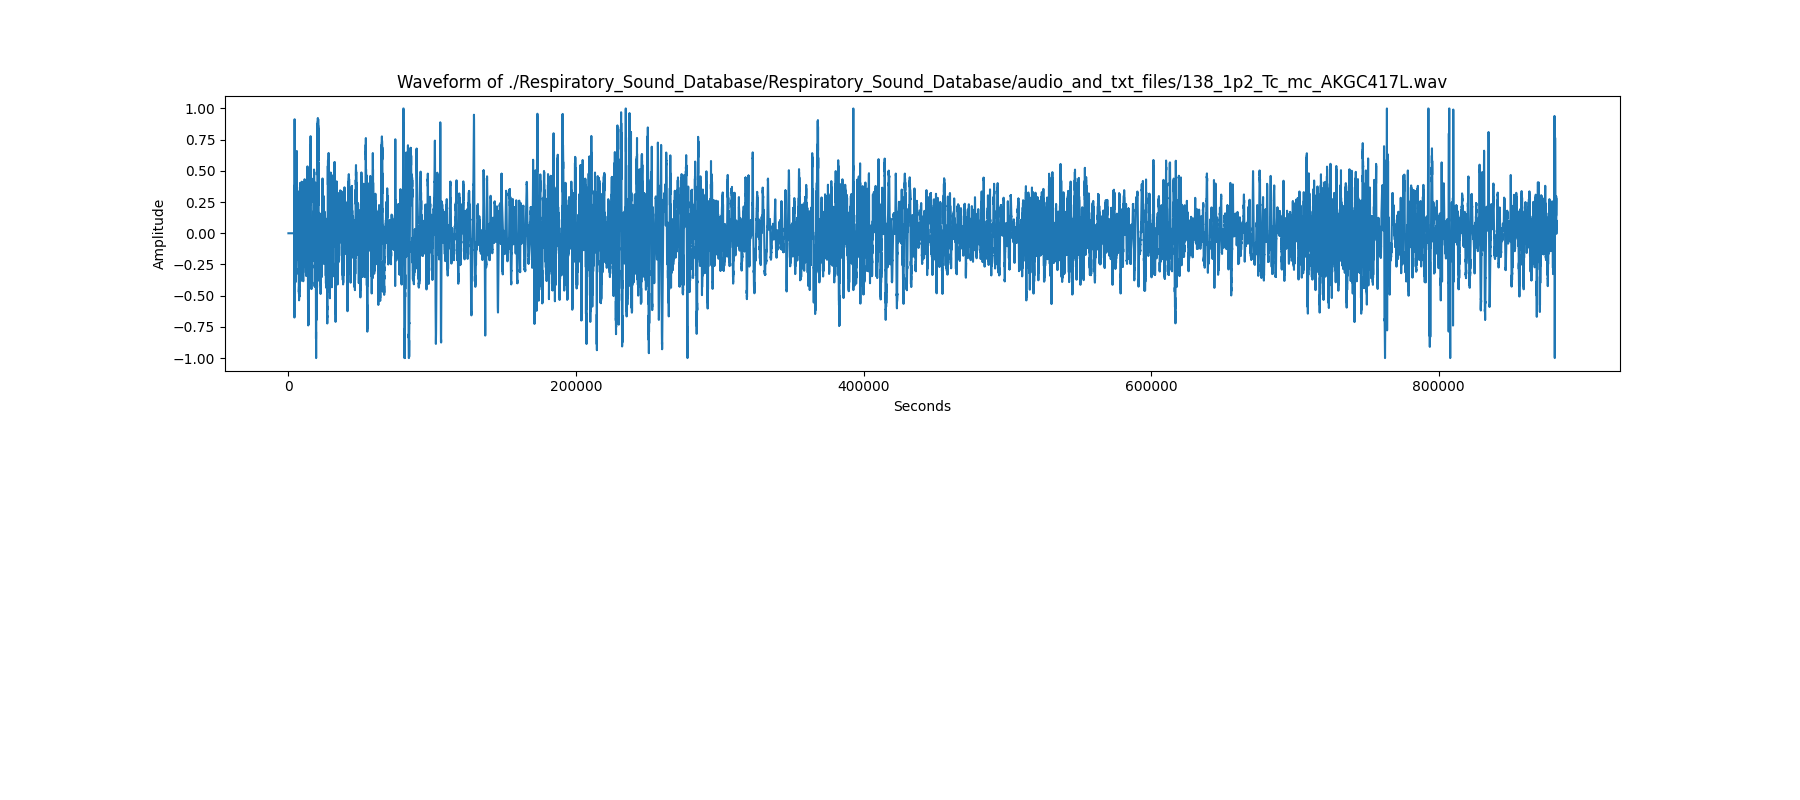 Waveform of ./Respiratory_Sound_Database/Respiratory_Sound_Database/audio_and_txt_files/138_1p2_Tc_mc_AKGC417L.wav
1.00
0.75
0.50
0.25
0.00
−0.25
−0.50
−0.75
−1.00
Amplitude
0 200000 400000 600000 800000
Seconds